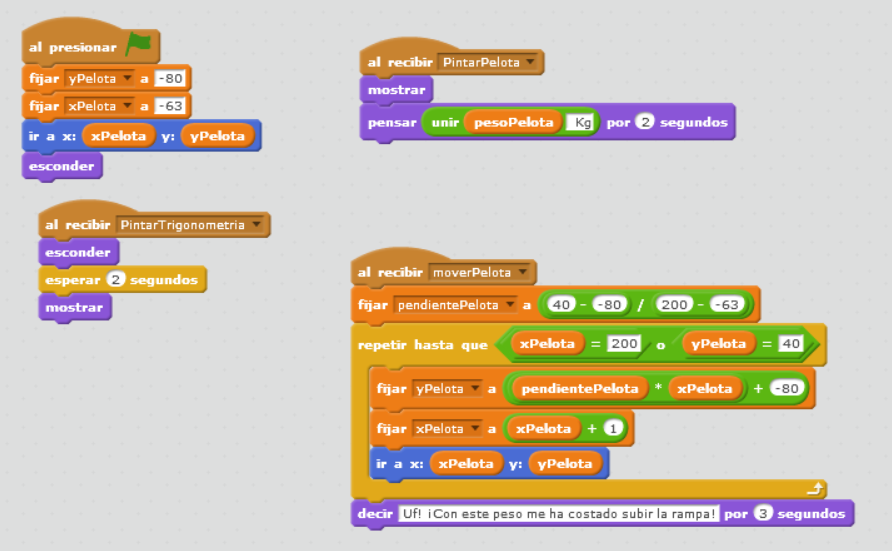 al presionar
fijar yPelota a -80
fijar xPelota a -63
ir a x: xPelota y: yPelota
esconder
al recibir PintarTrigonometria
esconder
esperar 2 segundos
mostrar
al recibir PintarPelota
mostrar
pensar unir pesoPelota Kg por 2 segundos
al recibir moverPelota
fijar pendientePelota a 40 - -80 / 200 - -63
repetir hasta que xPelota = 200 o yPelota = 40
fijar yPelota a pendientePelota * xPelota + -80
fijar xPelota a xPelota + 1
ir a x: xPelota y: yPelota
decir Uf! ¡Con este peso me ha costado subir la rampa! por 3 segundos